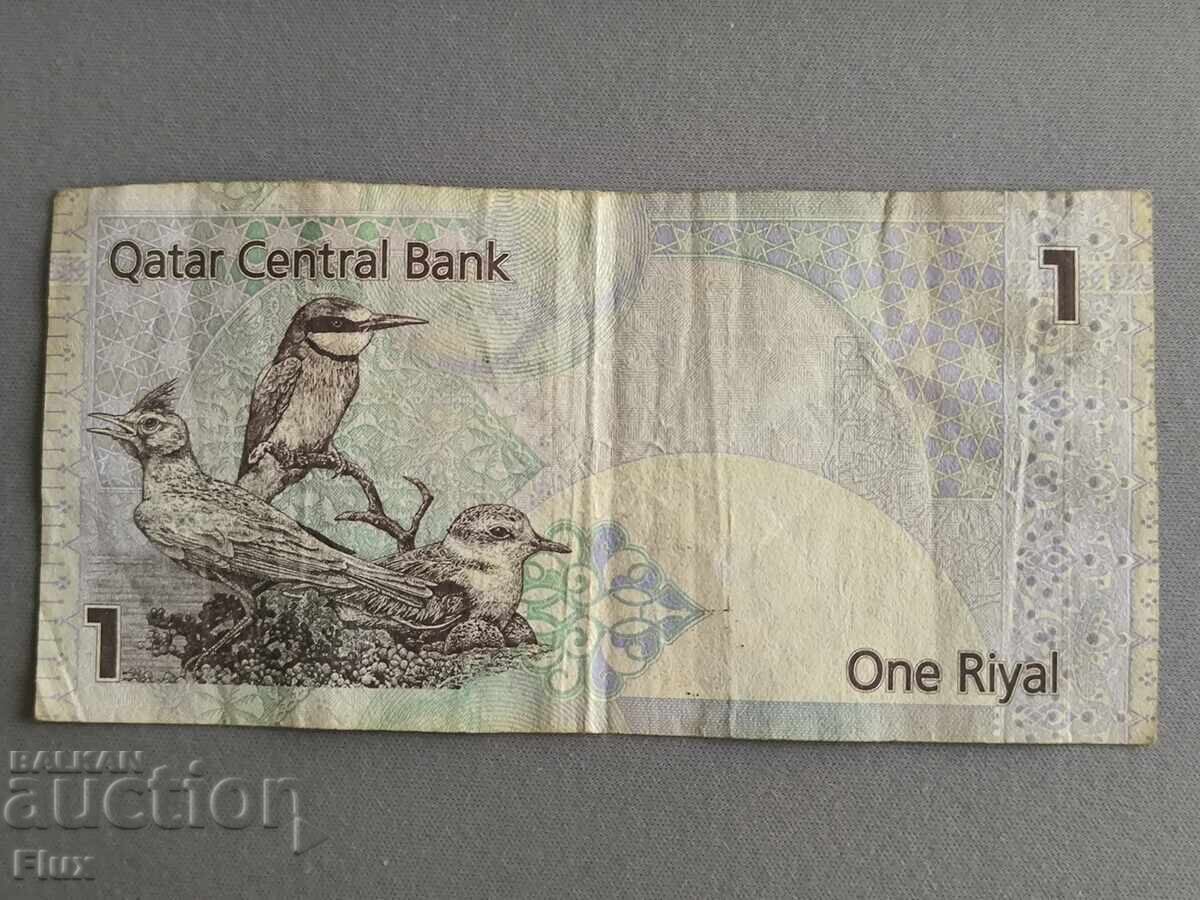 Qatar Central Bank
1
1
One Riyal
BALKAN
auction
Flux